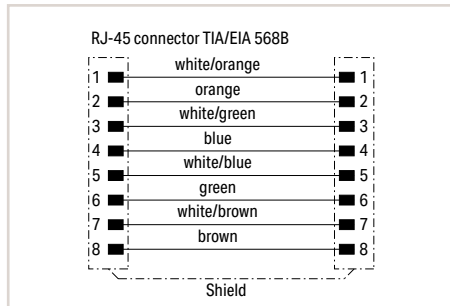 RJ-45 connector TIA/EIA 568B
1 white/orange 1
2 orange 2
3 white/green 3
4 blue 4
5 white/blue 5
6 green 6
7 white/brown 7
8 brown 8
Shield